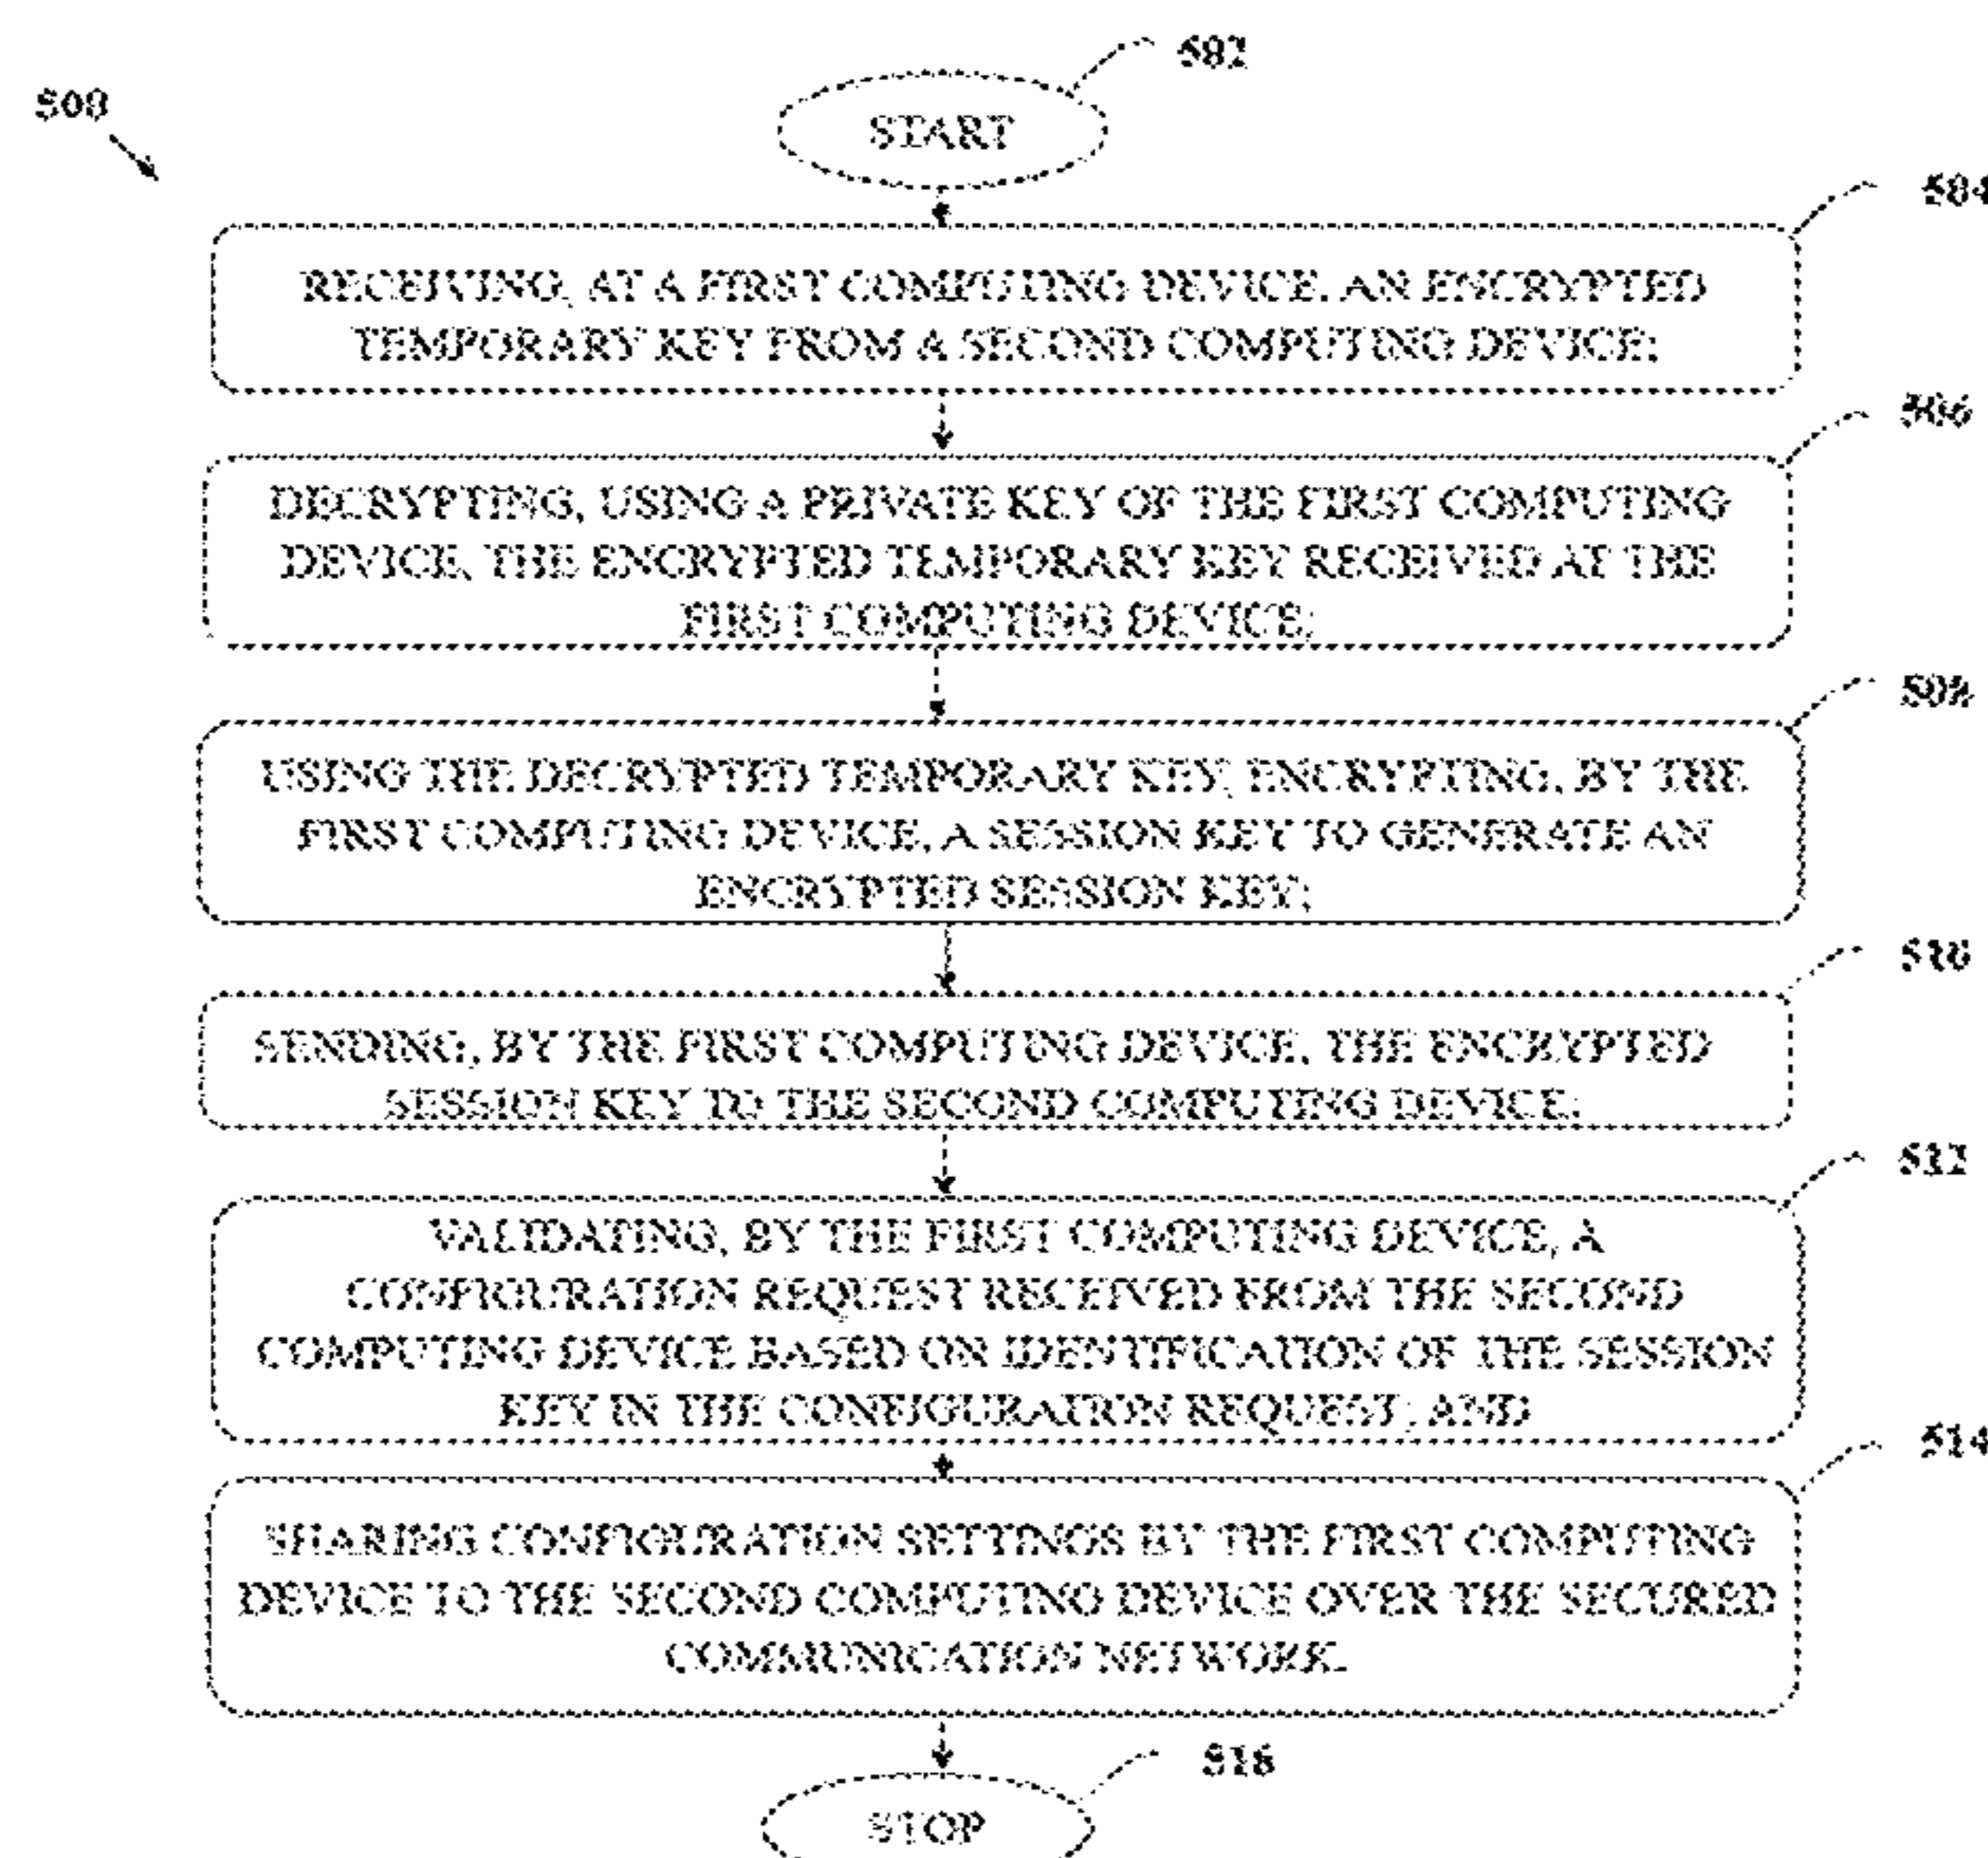 502
500
START
504
RECEIVING, AT A FIRST COMPUTING DEVICE, AN ENCRYPTED
TEMPORARY KEY FROM A SECOND COMPUTING DEVICE;
506
DECRYPTING, USING A PRIVATE KEY OF THE FIRST COMPUTING
DEVICE, THE ENCRYPTED TEMPORARY KEY RECEIVED AT THE
FIRST COMPUTING DEVICE;
508
USING THE DECRYPTED TEMPORARY KEY, ENCRYPTING, BY THE
FIRST COMPUTING DEVICE, A SESSION KEY TO GENERATE AN
ENCRYPTED SESSION KEY;
510
SENDING, BY THE FIRST COMPUTING DEVICE, THE ENCRYPTED
SESSION KEY TO THE SECOND COMPUTING DEVICE;
512
VALIDATING, BY THE FIRST COMPUTING DEVICE, A
CONFIGURATION REQUEST RECEIVED FROM THE SECOND
COMPUTING DEVICE BASED ON IDENTIFICATION OF THE SESSION
KEY IN THE CONFIGURATION REQUEST; AND
514
SHARING CONFIGURATION SETTINGS BY THE FIRST COMPUTING
DEVICE TO THE SECOND COMPUTING DEVICE OVER THE SECURED
COMMUNICATION NETWORK.
516
STOP